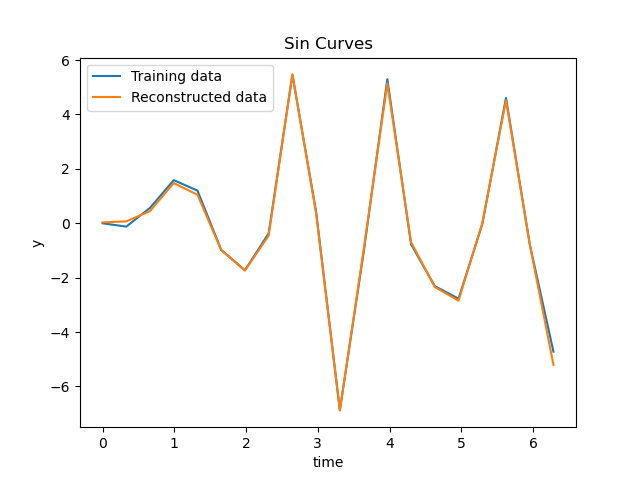 Sin Curves
Training data
Reconstructed data
6
4
2
0
−2
−4
−6
y
0 1 2 3 4 5 6
time